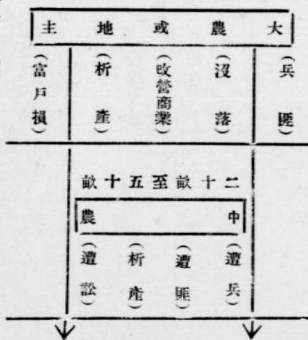 大農或地主
（兵匪）
（沒落）
（改營商業）
（析產）
（富戶損）
二十畝至五十畝
中農
（遭兵）
（遭匪）
（析產）
（遭訟）